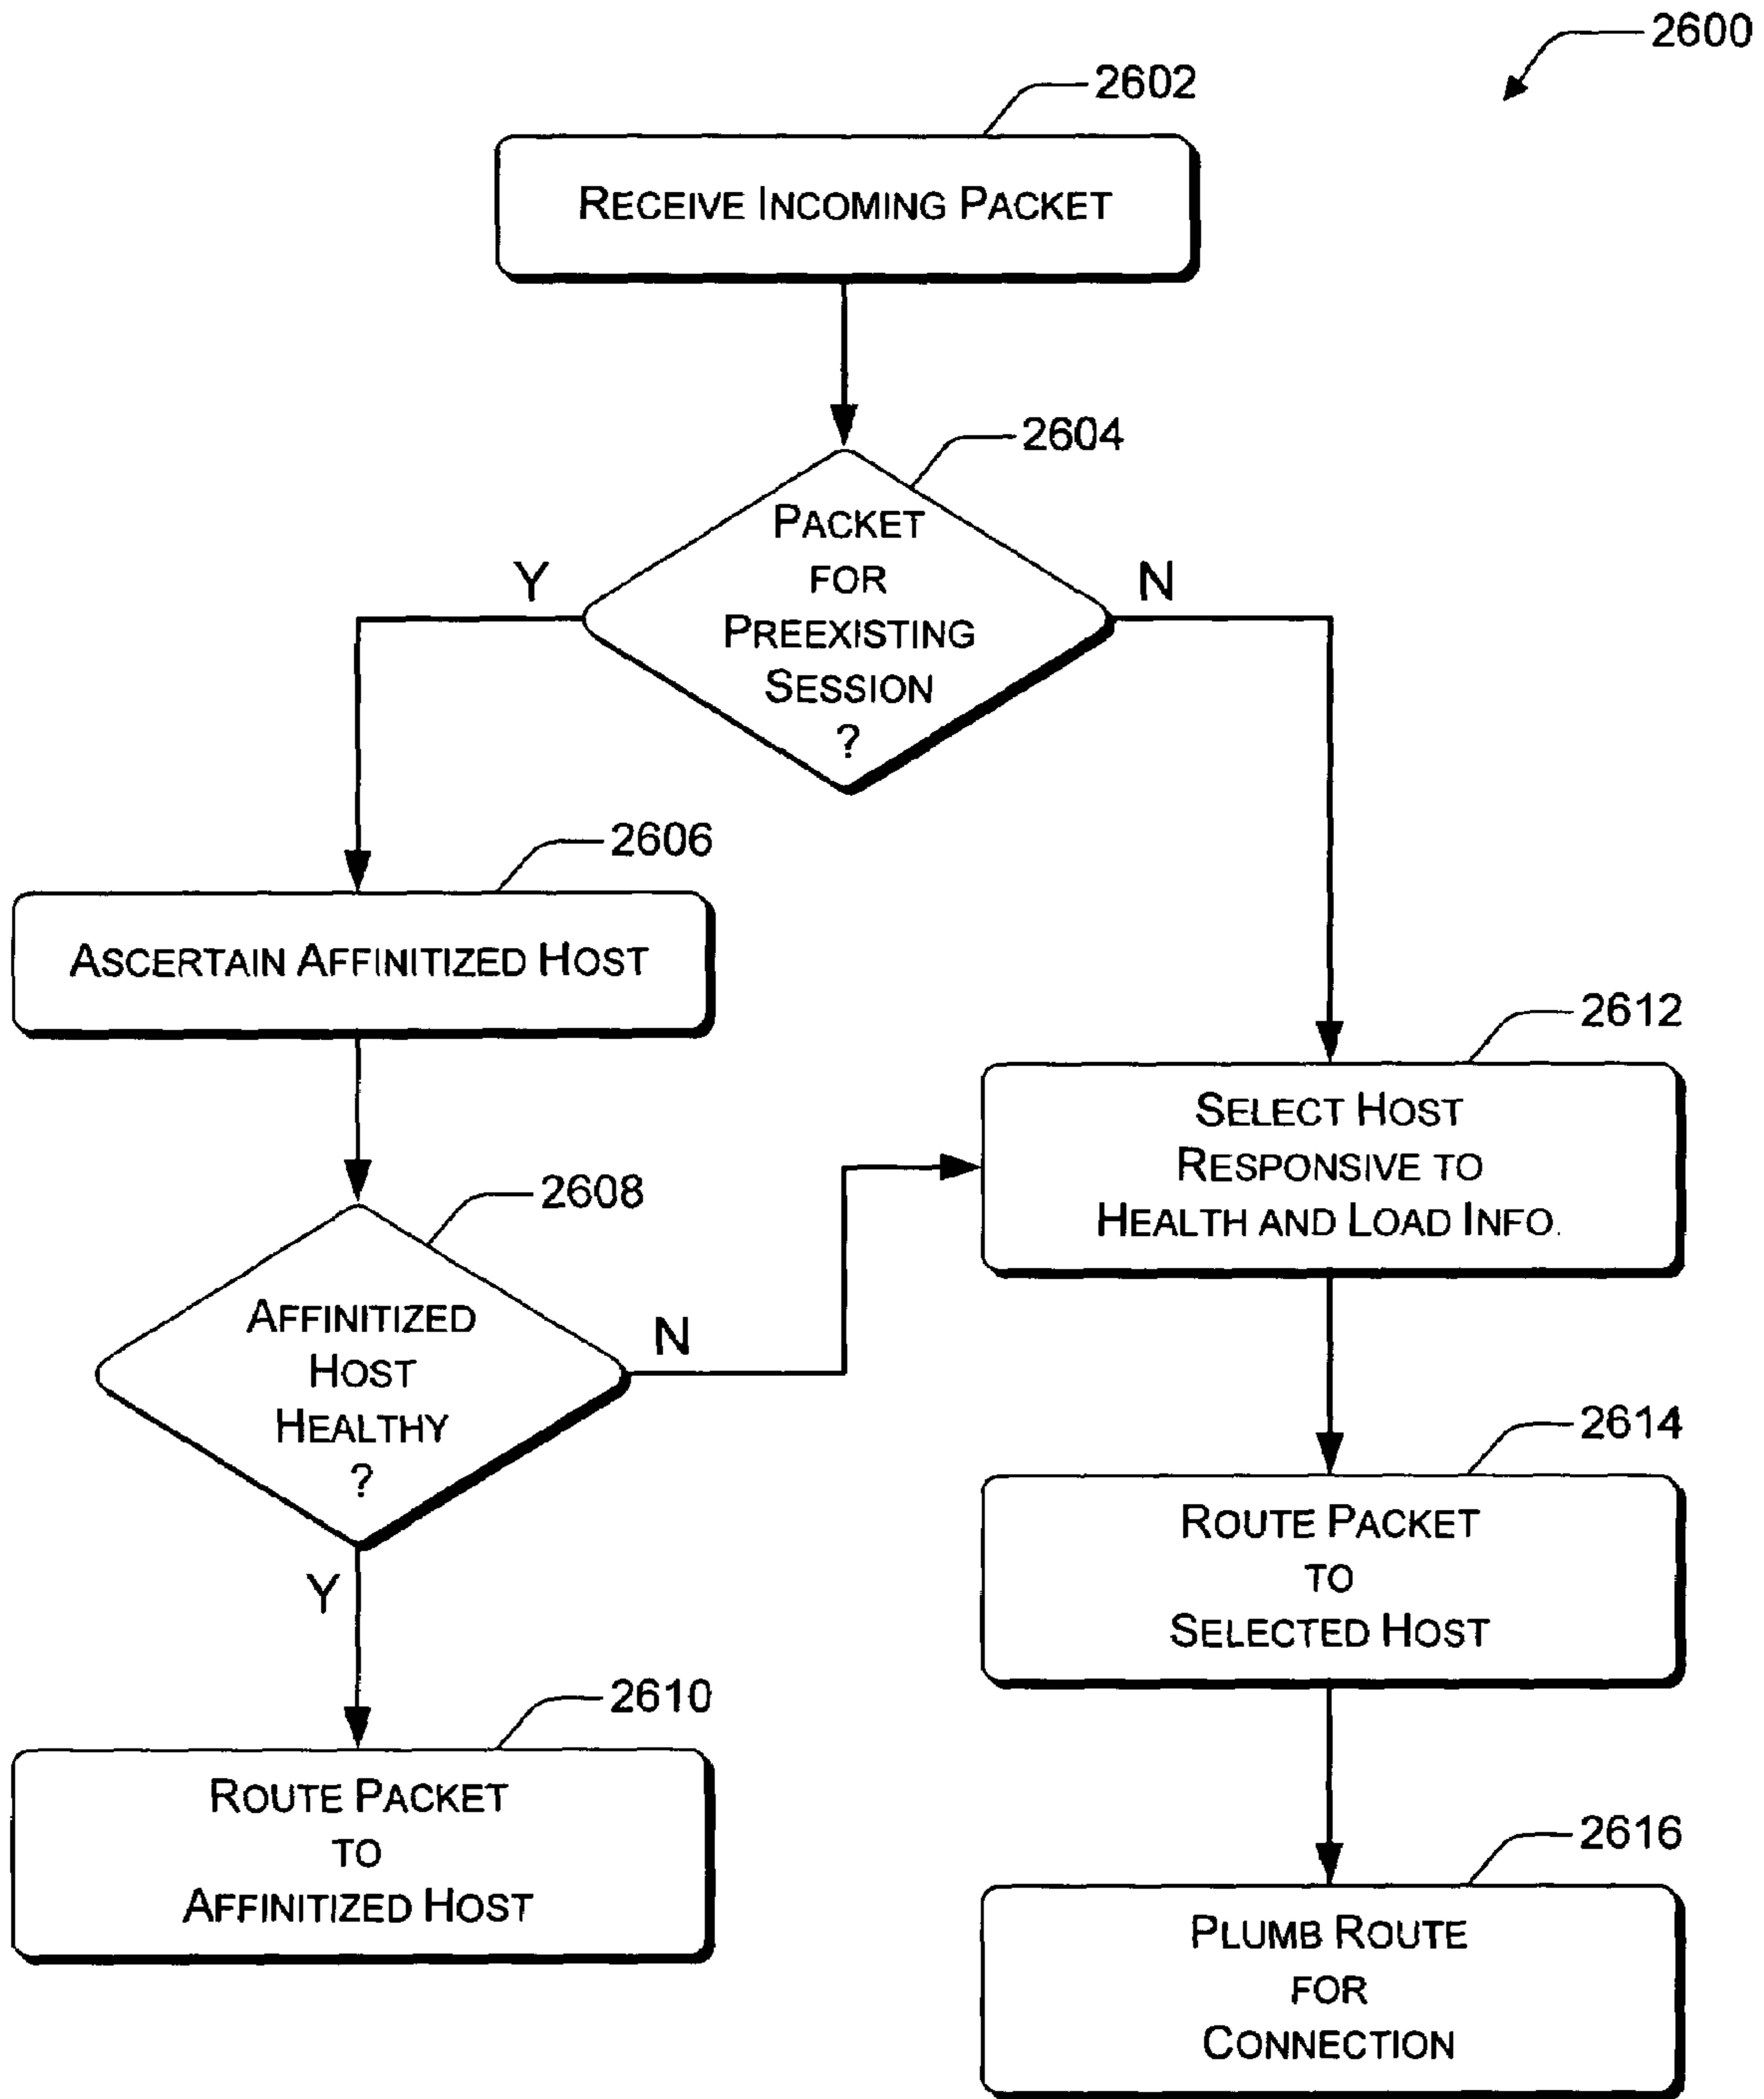 2600
2602
RECEIVE INCOMING PACKET
2604
PACKET
FOR
PREEXISTING
SESSION
?
Y
N
2606
ASCERTAIN AFFINITIZED HOST
2608
AFFINITIZED
HOST
HEALTHY
?
N
Y
2610
ROUTE PACKET
TO
AFFINITIZED HOST
2612
SELECT HOST
RESPONSIVE TO
HEALTH AND LOAD INFO.
2614
ROUTE PACKET
TO
SELECTED HOST
2616
PLUMB ROUTE
FOR
CONNECTION